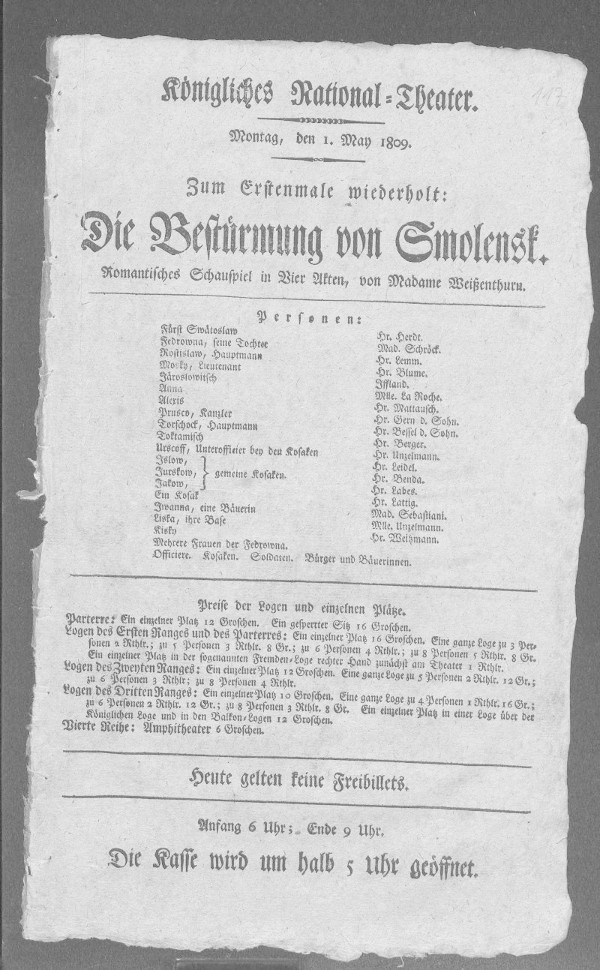 117
Königliches National-Theater.
Montag, den 1. May 1809.
Zum Erstenmale wiederholt:
Die Bestürmung von Smolensk.
Romantisches Schauspiel in Vier Akten, von Madame Weißenthurn.
Personen:
Fürst Swätoslaw Hr. Herdt.
Fedrowna, seine Tochter Mad. Schröck.
Rostislaw, Hauptmann Hr. Lemm.
Mosky, Lieutenant Hr. Blume.
Järoslowitsch Iffland.
Anna Mlle. La Roche.
Alexis Hr. Mattausch.
Prusco, Kanzler Hr. Gern d. Sohn.
Torschock, Hauptmann Hr. Bessel d. Sohn.
Toktamisch Hr. Berger.
Urscoff, Unterofficier bey den Kosaken Hr. Unzelmann.
Islow, Hr. Leidel.
Jurskow, gemeine Kosaken. Hr. Benda.
Jakow, Hr. Labes.
Ein Kosak Hr. Lattig.
Iwanna, eine Bäuerin Mad. Sebastiani.
Liska, ihre Base Mlle. Unzelmann.
Kisky Hr. Weitzmann.
Mehrere Frauen der Fedrowna.
Officiere. Kosaken. Soldaten. Bürger und Bäuerinnen.
Preise der Logen und einzelnen Plätze.
Parterre: Ein einzelner Platz 12 Groschen. Ein gesperrter Sitz 16 Groschen.
Logen des Ersten Ranges und des Parterres: Ein einzelner Platz 16 Groschen. Eine ganze Loge zu 3 Per-
sonen 2 Rthlr.; zu 5 Personen 3 Rthlr. 8 Gr.; zu 6 Personen 4 Rthlr.; zu 8 Personen 5 Rthlr. 8 Gr.
Ein einzelner Platz in der sogenannten Fremden-Loge rechter Hand zunächst am Theater 1 Rthlr.
Logen des Zweyten Ranges: Ein einzelner Platz 12 Groschen. Eine ganze Loge zu 5 Personen 2 Rthlr. 12 Gr.;
zu 6 Personen 3 Rthlr; zu 8 Personen 4 Rthlr.
Logen des Dritten Ranges: Ein einzelner Platz 10 Groschen. Eine ganze Loge zu 4 Personen 1 Rthlr. 16 Gr.;
zu 6 Personen 2 Rthlr. 12 Gr.; zu 8 Personen 3 Rthlr. 8 Gr. Ein einzelner Platz in einer Loge über der
Königlichen Loge und in den Balkon-Logen 12 Groschen.
Vierte Reihe: Amphitheater 6 Groschen.
Heute gelten keine Freibillets.
Anfang 6 Uhr; Ende 9 Uhr.
Die Kasse wird um halb 5 Uhr geöffnet.